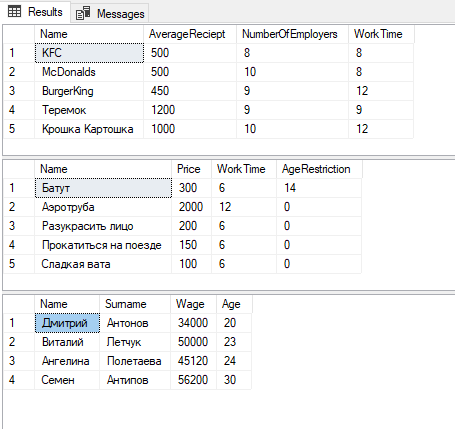 Results Messages
Name AverageReciept NumberOfEmployers WorkTime
1 KFC 500 8 8
2 McDonalds 500 10 8
3 BurgerKing 450 9 12
4 Теремок 1200 9 9
5 Крошка Картошка 1000 10 12
Name Price WorkTime AgeRestriction
1 Батут 300 6 14
2 Аэротруба 2000 12 0
3 Разукрасить лицо 200 6 0
4 Прокатиться на поезде 150 6 0
5 Сладкая вата 100 6 0
Name Surname Wage Age
1 Дмитрий Антонов 34000 20
2 Виталий Летчук 50000 23
3 Ангелина Полетаева 45120 24
4 Семен Антипов 56200 30